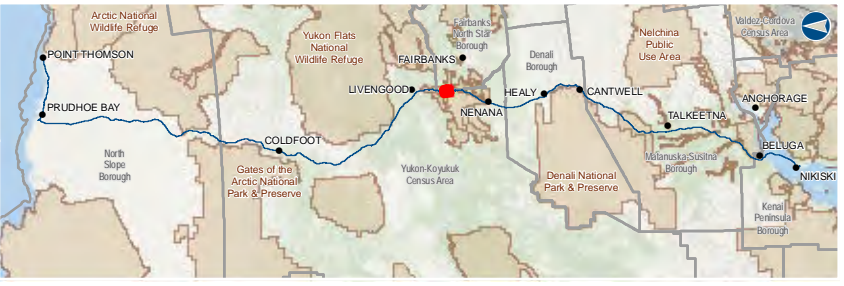 Arctic National
Wildlife Refuge
POINT THOMSON
PRUDHOE BAY
North
Slope
Borough
COLDFOOT
Gates of the
Arctic National
Park & Preserve
Yukon Flats
National
Wildlife Refuge
LIVENGOOD
FAIRBANKS
Fairbanks
North Star
Borough
NENANA
Yukon-Koyukuk
Census Area
Denali
Borough
HEALY
CANTWELL
Denali National
Park & Preserve
Nelchina
Public
Use Area
TALKEETNA
Matanuska-Susitna
Borough
Valdez-Cordova
Census Area
ANCHORAGE
BELUGA
NIKISKI
Kenai
Peninsula
Borough